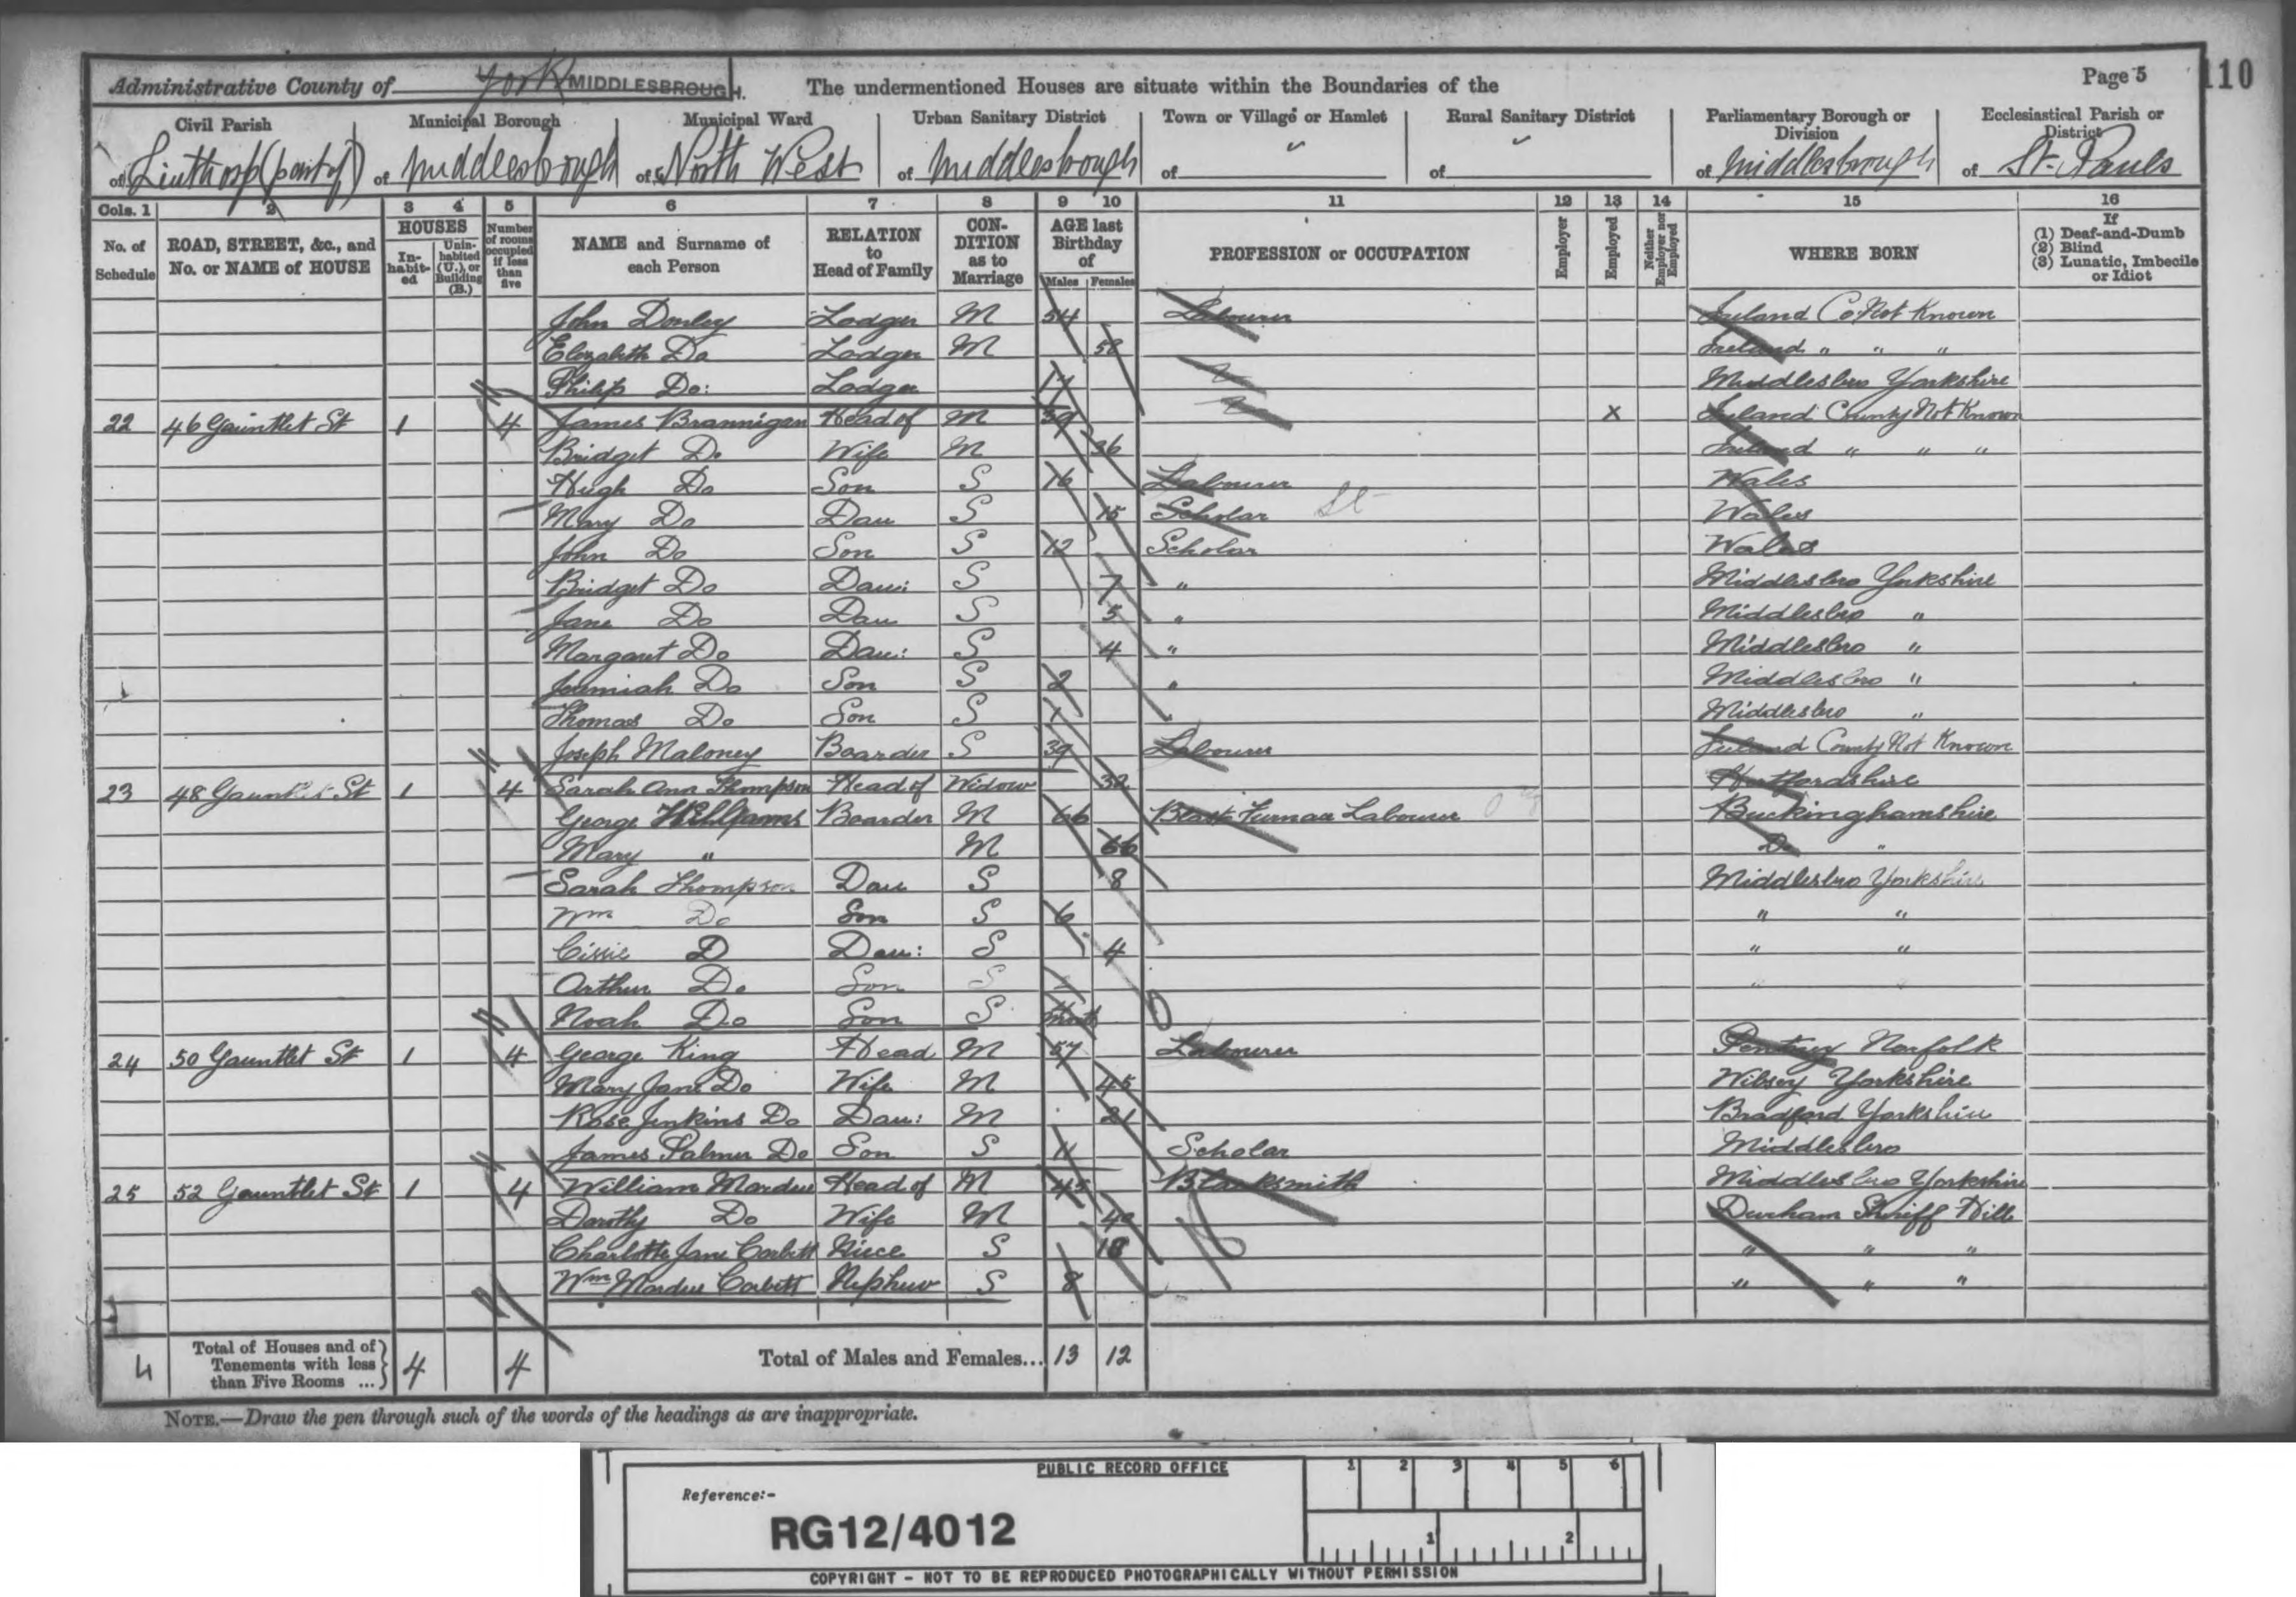 Administrative County of York MIDDLESBROUGH. The undermentioned Houses are situate within the Boundaries of the Page 5 110
Civil Parish Municipal Borough Municipal Ward Urban Sanitary District Town or Village or Hamlet Rural Sanitary District Parliamentary Borough or Division Ecclesiastical Parish or District
of Linthorp (part of) of Middlesbrough of North West of Middlesbrough of " of " of Middlesbrough of St. Pauls
Cols. 1 2 3 4 5 6 7 8 9 10 11 12 13 14 15 16
No. of Schedule ROAD, STREET, &c., and No. or NAME of HOUSE HOUSES In-habit-ed Unin-habited (U.), or Building (B.) Number of rooms occupied if less than five NAME and Surname of each Person RELATION to Head of Family CON-DITION as to Marriage AGE last Birthday of Males Females PROFESSION or OCCUPATION Employer Employed Neither Employer nor Employed WHERE BORN If (1) Deaf-and-Dumb (2) Blind (3) Lunatic, Imbecile or Idiot
John Donley Lodger M 54 Labourer Ireland Co Not Known
Elizabeth Do Lodger M 58 Ireland " " "
Philip Do: Lodger 17 " Middlesbro Yorkshire
22 46 Gauntlet St 1 4 James Brannigan Head of M 39 " X Ireland County Not Known
Bridget Do Wife M 36 Ireland " " "
Hugh Do Son S 16 Labourer Wales
Mary Do Dau S 15 Scholar St Wales
John Do Son S 12 Scholar Wales
Bridget Do Dau: S 7 " Middlesbro Yorkshire
Jane Do Dau S 5 " Middlesbro "
Margaret Do Dau: S 4 " Middlesbro "
Jeremiah Do Son S 2 " Middlesbro "
Thomas Do Son S 1 Middlesbro "
Joseph Maloney Boarder S 39 Labourer Ireland County Not Known
23 48 Gauntlet St 1 4 Sarah Ann Thompson Head of Widow 32 Hertfordshire
George Williams Boarder M 66 Blast Furnace Labourer Buckinghamshire
Mary " M 66 Do "
Sarah Thompson Dau S 8 Middlesbro Yorkshire
Wm Do Son S 6 " "
Cissie D Dau: S 4 " "
Arthur Do Son S " "
Noah Do Son S
24 50 Gauntlet St 1 4 George King Head M 57 Labourer Pentney Norfolk
Mary Jane Do Wife M 45 Wibsey Yorkshire
Rose Jenkins Do Dau: M 21 Bradford Yorkshire
James Palmer Do Son S 11 Scholar Middlesbro
25 52 Gauntlet St 1 4 William Mordue Head of M 45 Blacksmith Middlesbro Yorkshire
Dorothy Do Wife M 40 Durham Sheriff Hill
Charlotte Jane Corbett Niece S 18 " " "
Wm Mordue Corbett Nephew S 8 " " "
4 Total of Houses and of Tenements with less than Five Rooms ... 4 4 Total of Males and Females... 13 12
NOTE.—Draw the pen through such of the words of the headings as are inappropriate.
PUBLIC RECORD OFFICE 1 2 3 4 5 6
Reference:-
RG12/4012 1 2
COPYRIGHT - NOT TO BE REPRODUCED PHOTOGRAPHICALLY WITHOUT PERMISSION